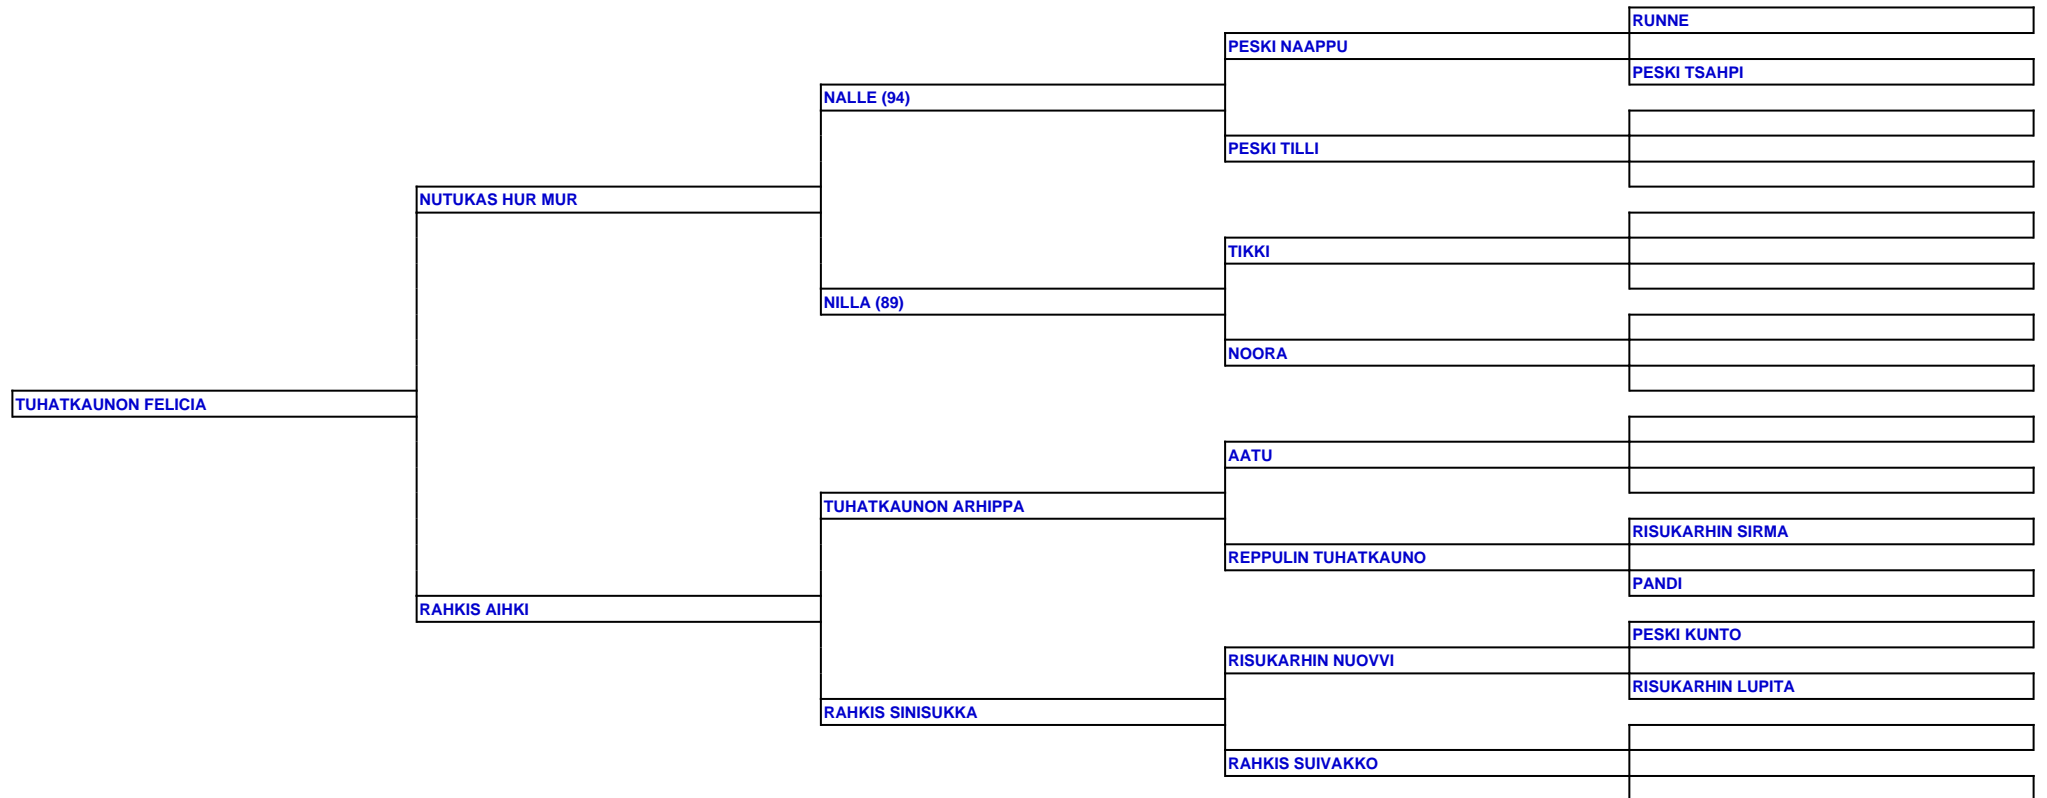 RUNNE
PESKI NAAPPU
PESKI TSAHPI
NALLE (94)
PESKI TILLI
NUTUKAS HUR MUR
TIKKI
NILLA (89)
NOORA
TUHATKAUNON FELICIA
AATU
TUHATKAUNON ARHIPPA
RISUKARHIN SIRMA
REPPULIN TUHATKAUNO
PANDI
RAHKIS AIHKI
PESKI KUNTO
RISUKARHIN NUOVVI
RISUKARHIN LUPITA
RAHKIS SINISUKKA
RAHKIS SUIVAKKO